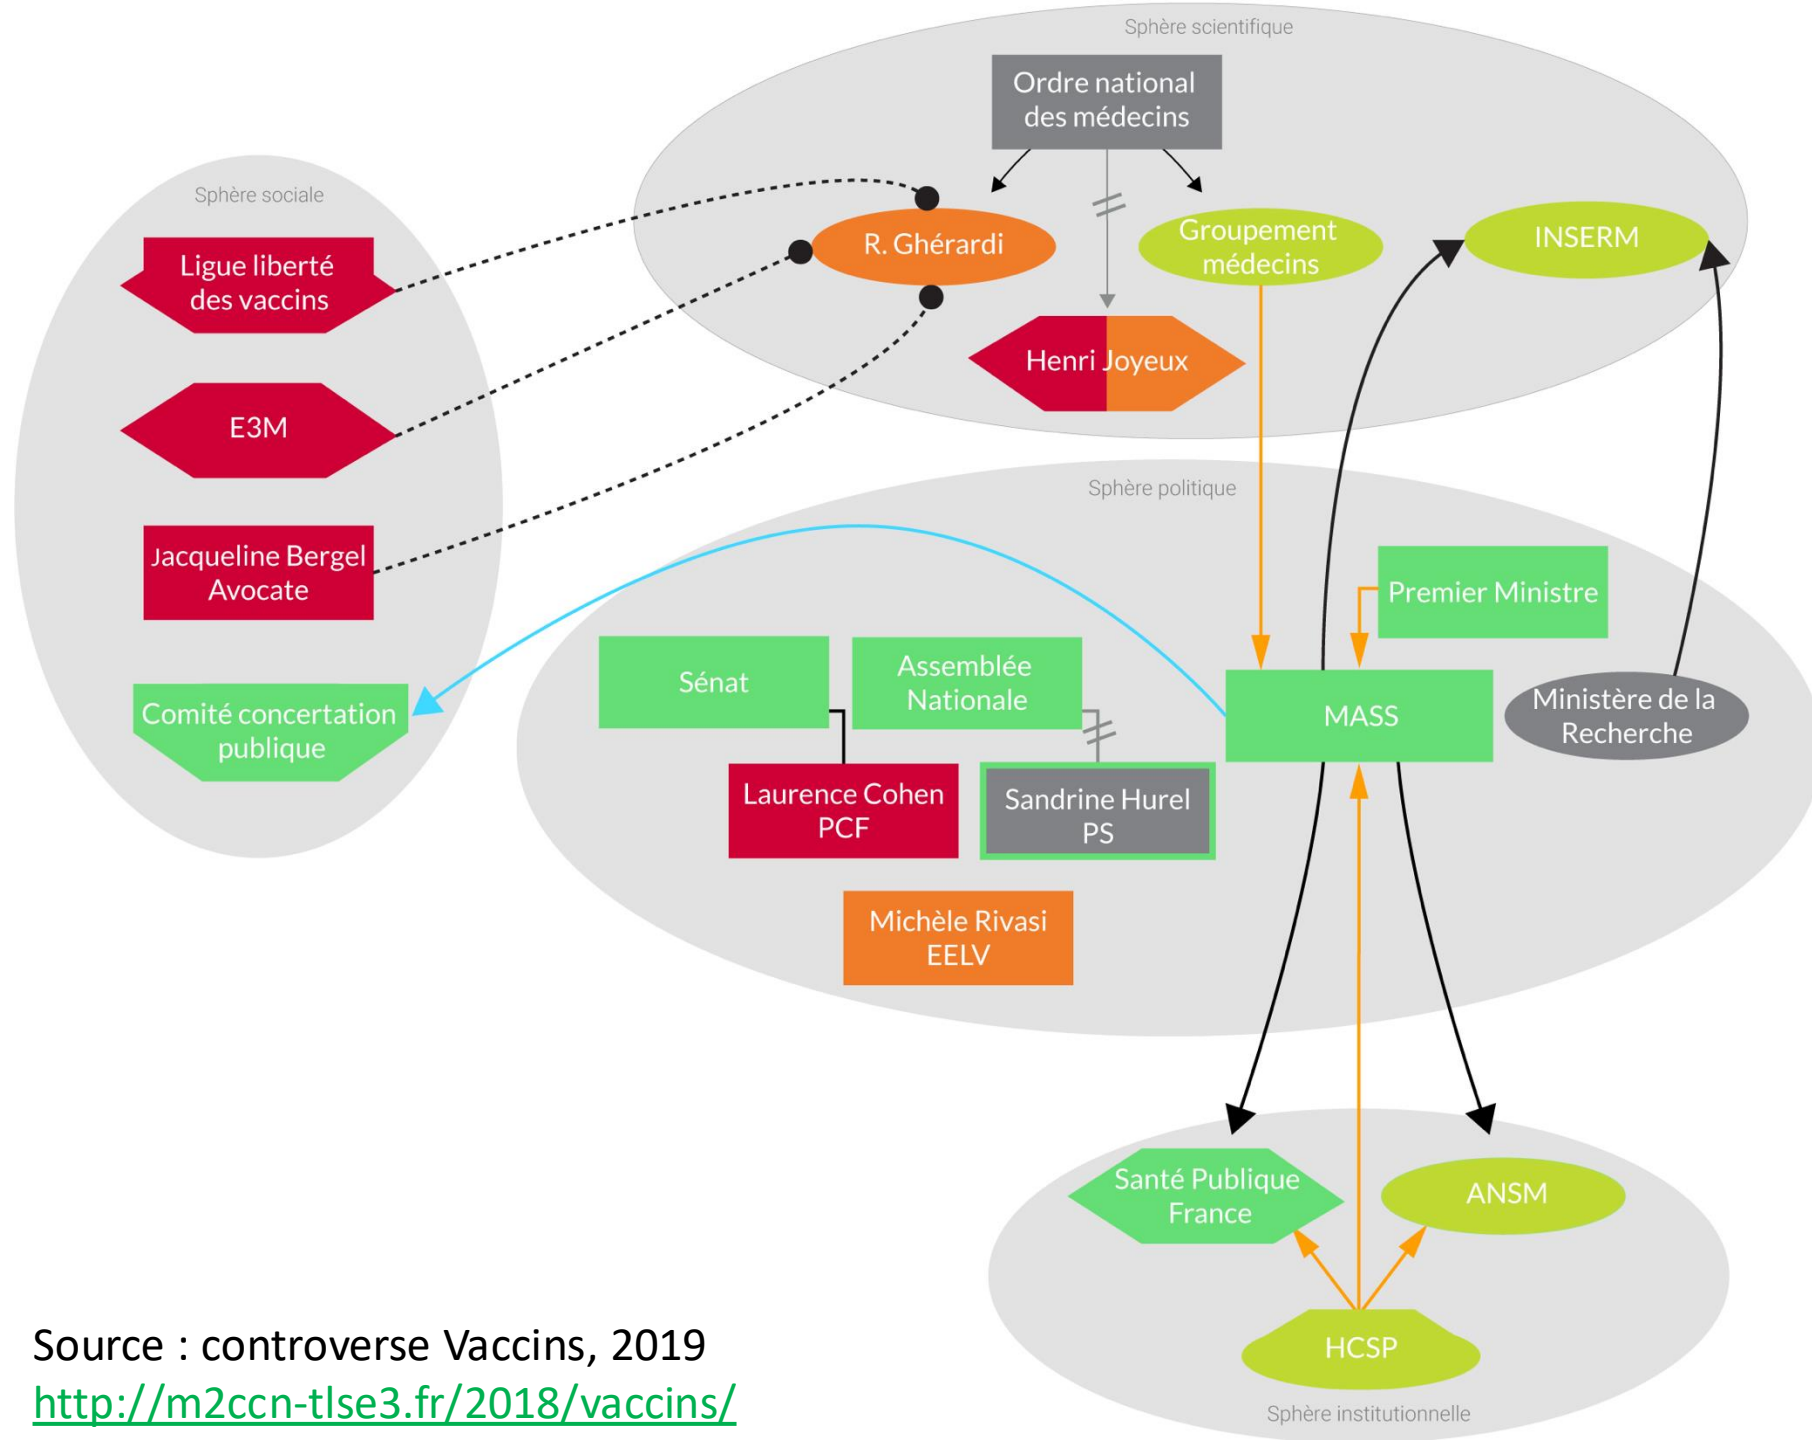 Sphère scientifique
Ordre national
des médecins
R. Ghérardi
Groupement
médecins
INSERM
Henri Joyeux
Sphère sociale
Ligue liberté
des vaccins
E3M
Jacqueline Bergel
Avocate
Comité concertation
publique
Sphère politique
Premier Ministre
Sénat
Assemblée
Nationale
MASS
Ministère de la
Recherche
Laurence Cohen
PCF
Sandrine Hurel
PS
Michèle Rivasi
EELV
Santé Publique
France
ANSM
HCSP
Sphère institutionnelle
Source : controverse Vaccins, 2019
http://m2ccn-tlse3.fr/2018/vaccins/